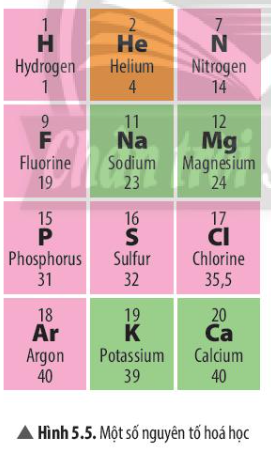 1
H
Hydrogen
1
2
He
Helium
4
7
N
Nitrogen
14
9
F
Fluorine
19
11
Na
Sodium
23
12
Mg
Magnesium
24
15
P
Phosphorus
31
16
S
Sulfur
32
17
Cl
Chlorine
35,5
18
Ar
Argon
40
19
K
Potassium
39
20
Ca
Calcium
40
▲ Hình 5.5. Một số nguyên tố hoá học